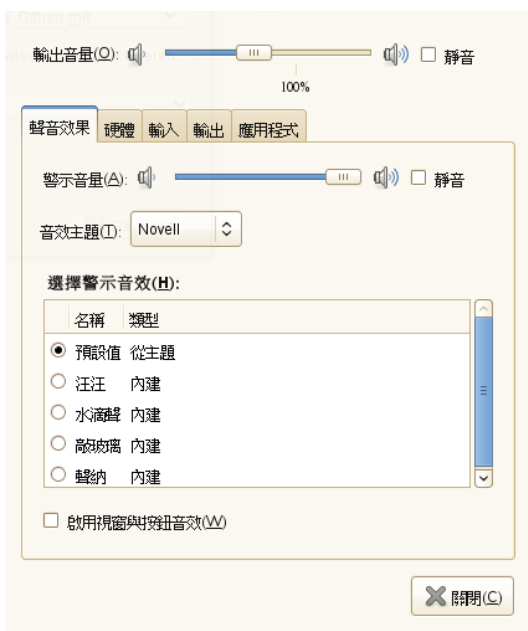 Öffnen mit
輸出音量(O): 靜音
100%
聲音效果 硬體 輸入 輸出 應用程式
警示音量(A): 靜音
音效主題(T): Novell
選擇警示音效(H):
名稱 類型
預設值 從主題
汪汪 內建
水滴聲 內建
敲玻璃 內建
聲納 內建
啟用視窗與按鈕音效(W)
關閉(C)